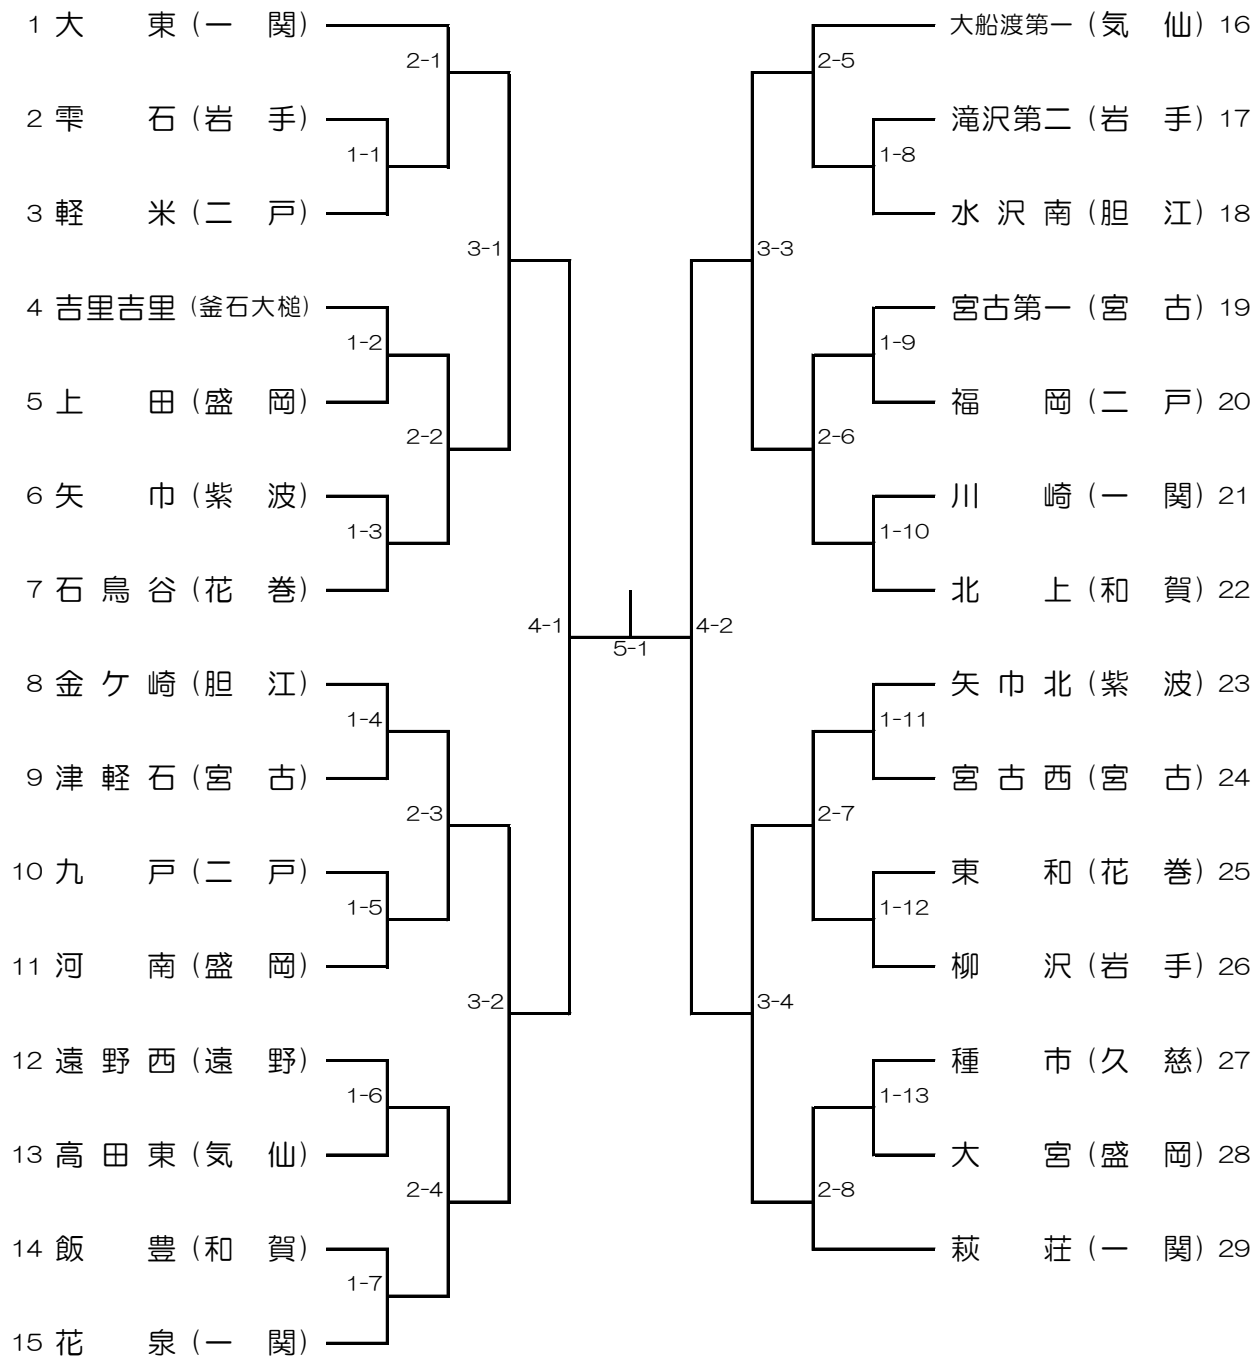 1 大 東 (一 関)
2-1
2 雫 石 (岩 手)
1-1
3 軽 米 (二 戸)
3-1
4 吉里吉里 (釜石大槌)
1-2
5 上 田 (盛 岡)
2-2
6 矢 巾 (紫 波)
1-3
7 石 鳥 谷 (花 巻)
4-1
8 金 ケ 崎 (胆 江)
1-4
9 津 軽 石 (宮 古)
2-3
10 九 戸 (二 戸)
1-5
11 河 南 (盛 岡)
3-2
12 遠 野 西 (遠 野)
1-6
13 高 田 東 (気 仙)
2-4
14 飯 豊 (和 賀)
1-7
15 花 泉 (一 関)
5-1
大船渡第一 (気 仙) 16
2-5
滝沢第二 (岩 手) 17
1-8
水 沢 南 (胆 江) 18
3-3
宮古第一 (宮 古) 19
1-9
福 岡 (二 戸) 20
2-6
川 崎 (一 関) 21
1-10
北 上 (和 賀) 22
4-2
矢 巾 北 (紫 波) 23
1-11
宮 古 西 (宮 古) 24
2-7
東 和 (花 巻) 25
1-12
柳 沢 (岩 手) 26
3-4
種 市 (久 慈) 27
1-13
大 宮 (盛 岡) 28
2-8
萩 荘 (一 関) 29